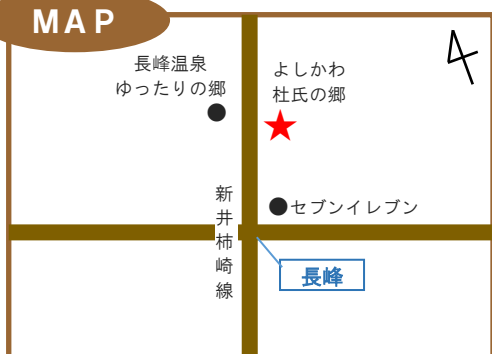 MAP
長峰温泉
ゆったりの郷
よしかわ
杜氏の郷
新井柿崎線
セブンイレブン
長峰